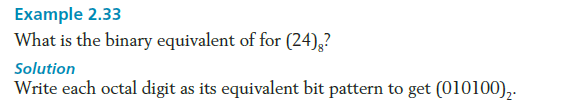 Example 2.33
What is the binary equivalent of for (24)₈?
Solution
Write each octal digit as its equivalent bit pattern to get (010100)₂.